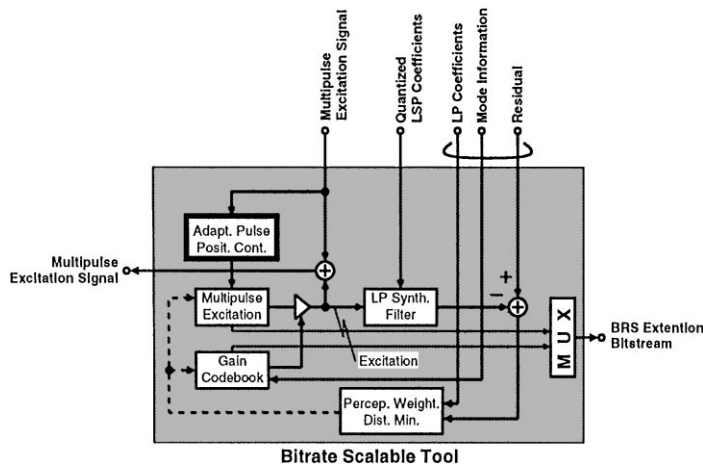 Multipulse
Excitation Signal
Quantized
LSP Coefficients
LP Coefficients
Mode Information
Residual
Adapt. Pulse
Posit. Cont.
Multipulse
Excitation Signal
+
Multipulse
Excitation
LP Synth.
Filter
−
MUX
BRS Extention
Bitstream
Excitation
Gain
Codebook
Percep. Weight.
Dist. Min.
Bitrate Scalable Tool